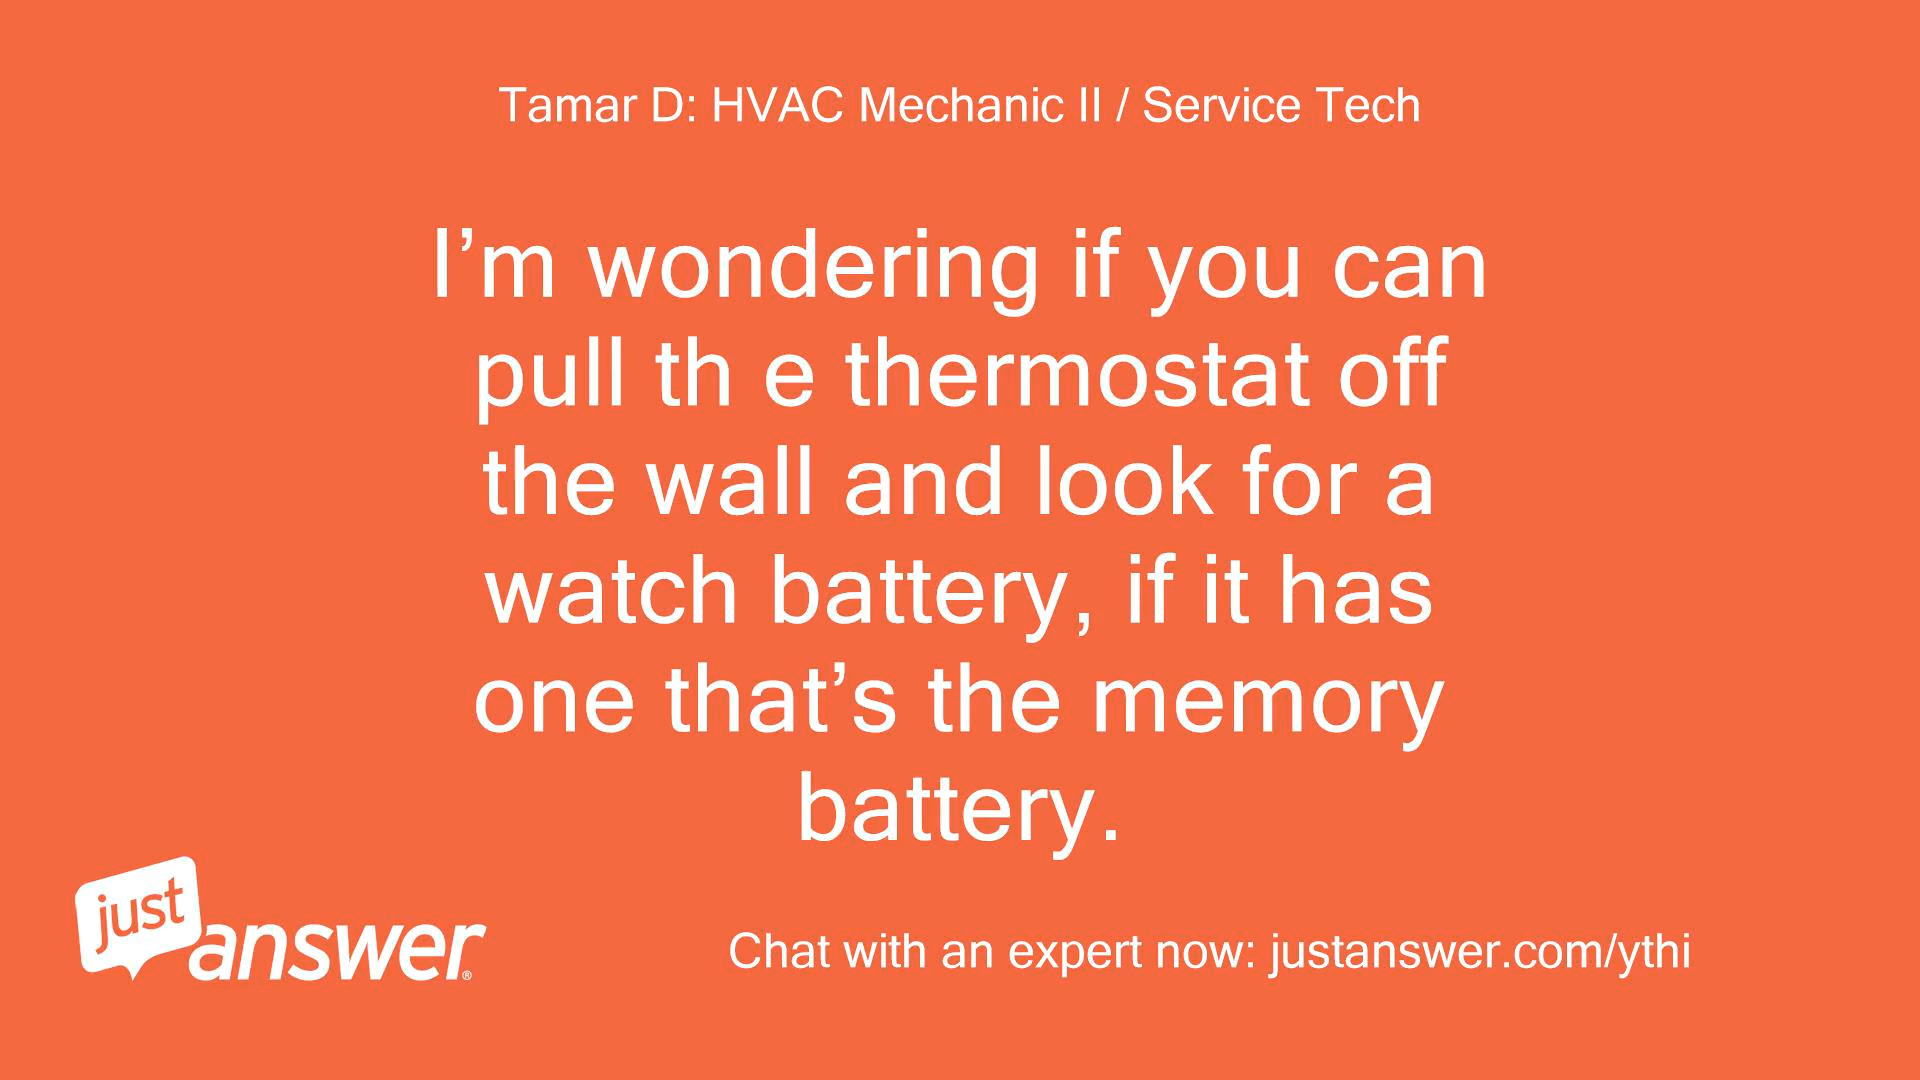 Tamar D: HVAC Mechanic II / Service Tech
I’m wondering if you can
pull th e thermostat off
the wall and look for a
watch battery, if it has
one that’s the memory
battery.
just
answer®
Chat with an expert now: justanswer.com/ythi